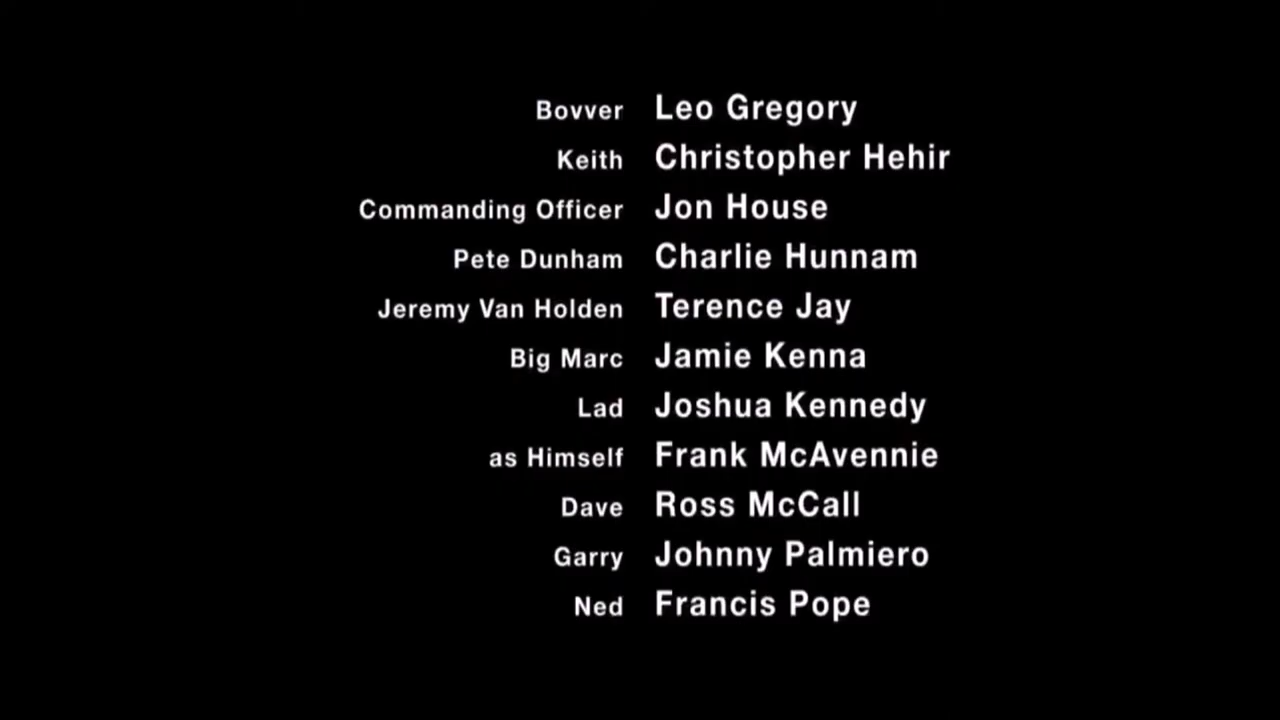 Bovver Leo Gregory
Keith Christopher Hehir
Commanding Officer Jon House
Pete Dunham Charlie Hunnam
Jeremy Van Holden Terence Jay
Big Marc Jamie Kenna
Lad Joshua Kennedy
as Himself Frank McAvennie
Dave Ross McCall
Garry Johnny Palmiero
Ned Francis Pope